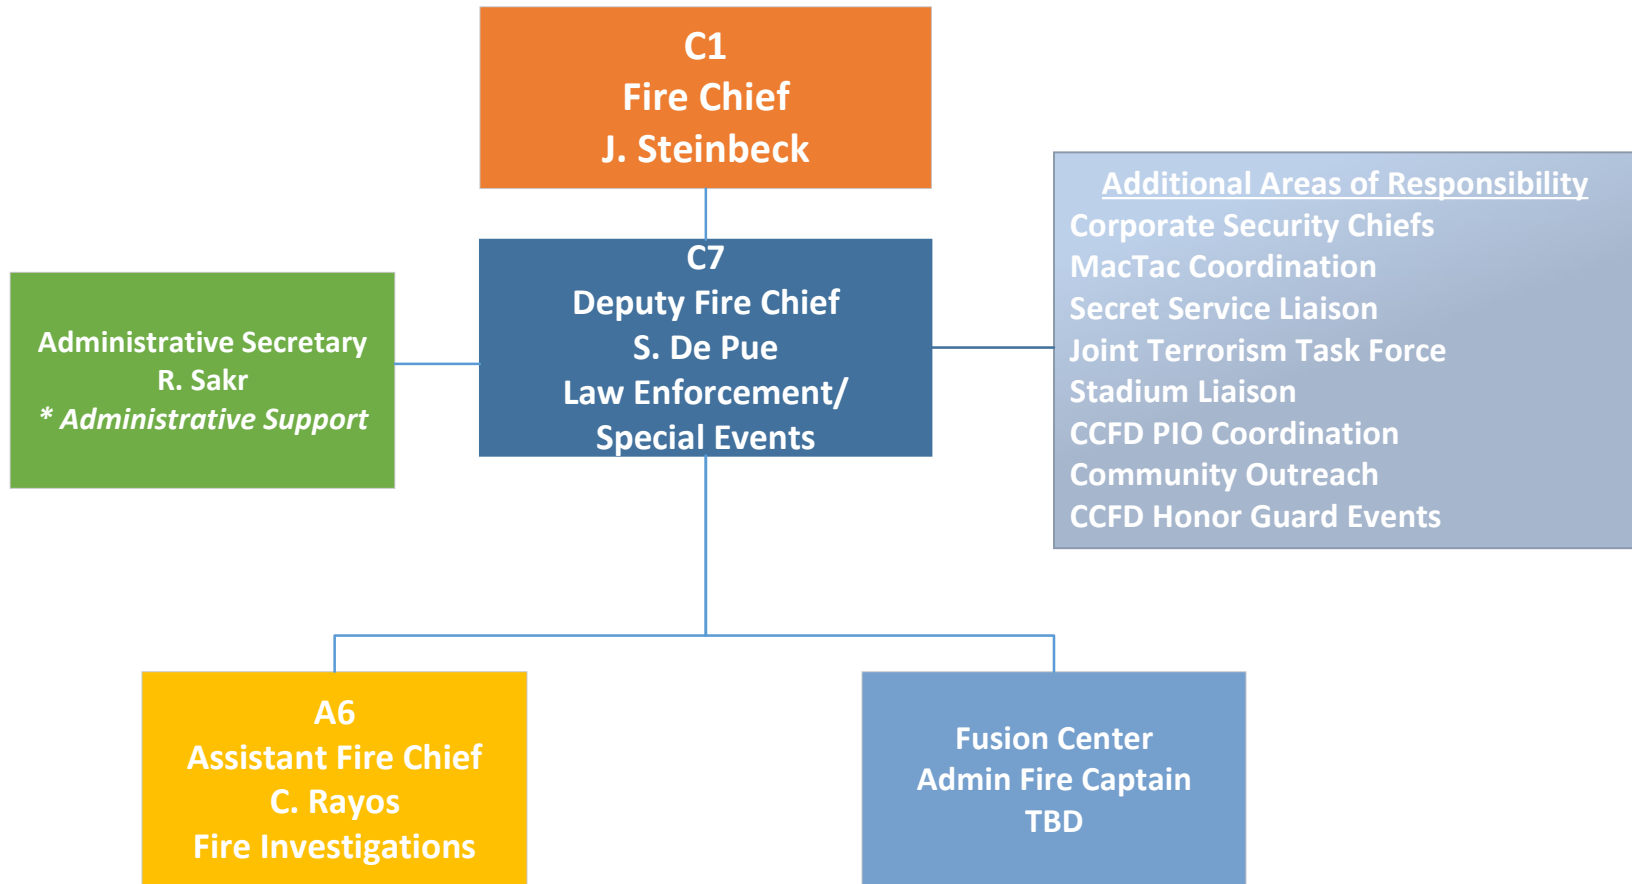 C1
Fire Chief
J. Steinbeck
C7
Deputy Fire Chief
S. De Pue
Law Enforcement/
Special Events
Administrative Secretary
R. Sakr
* Administrative Support
Additional Areas of Responsibility
Corporate Security Chiefs
MacTac Coordination
Secret Service Liaison
Joint Terrorism Task Force
Stadium Liaison
CCFD PIO Coordination
Community Outreach
CCFD Honor Guard Events
A6
Assistant Fire Chief
C. Rayos
Fire Investigations
Fusion Center
Admin Fire Captain
TBD